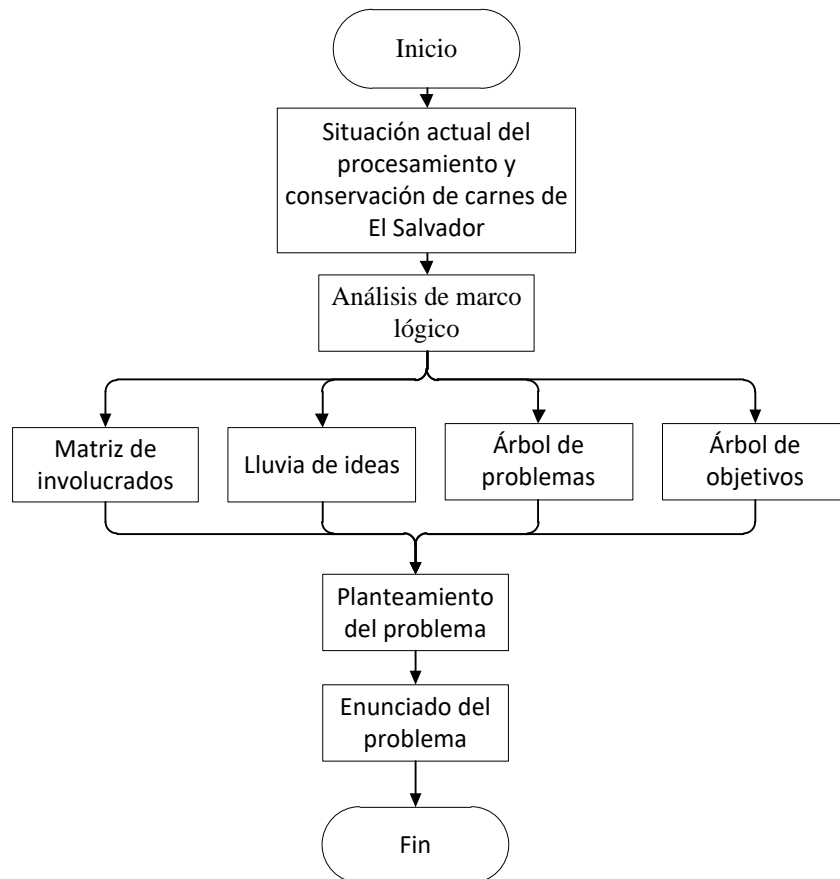 Inicio
Situación actual del
procesamiento y
conservación de carnes de
El Salvador
Análisis de marco
lógico
Matriz de
involucrados
Lluvia de ideas
Árbol de
problemas
Árbol de
objetivos
Planteamiento
del problema
Enunciado del
problema
Fin